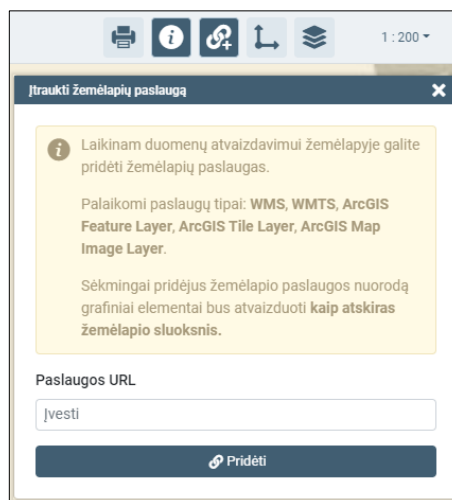 1 : 200
Įtraukti žemėlapių paslaugą
Laikinam duomenų atvaizdavimui žemėlapyje galite
pridėti žemėlapių paslaugas.
Palaikomi paslaugų tipai: WMS, WMTS, ArcGIS
Feature Layer, ArcGIS Tile Layer, ArcGIS Map
Image Layer.
Sėkmingai pridėjus žemėlapio paslaugos nuorodą
grafiniai elementai bus atvaizduoti kaip atskiras
žemėlapio sluoksnis.
Paslaugos URL
Įvesti
Pridėti